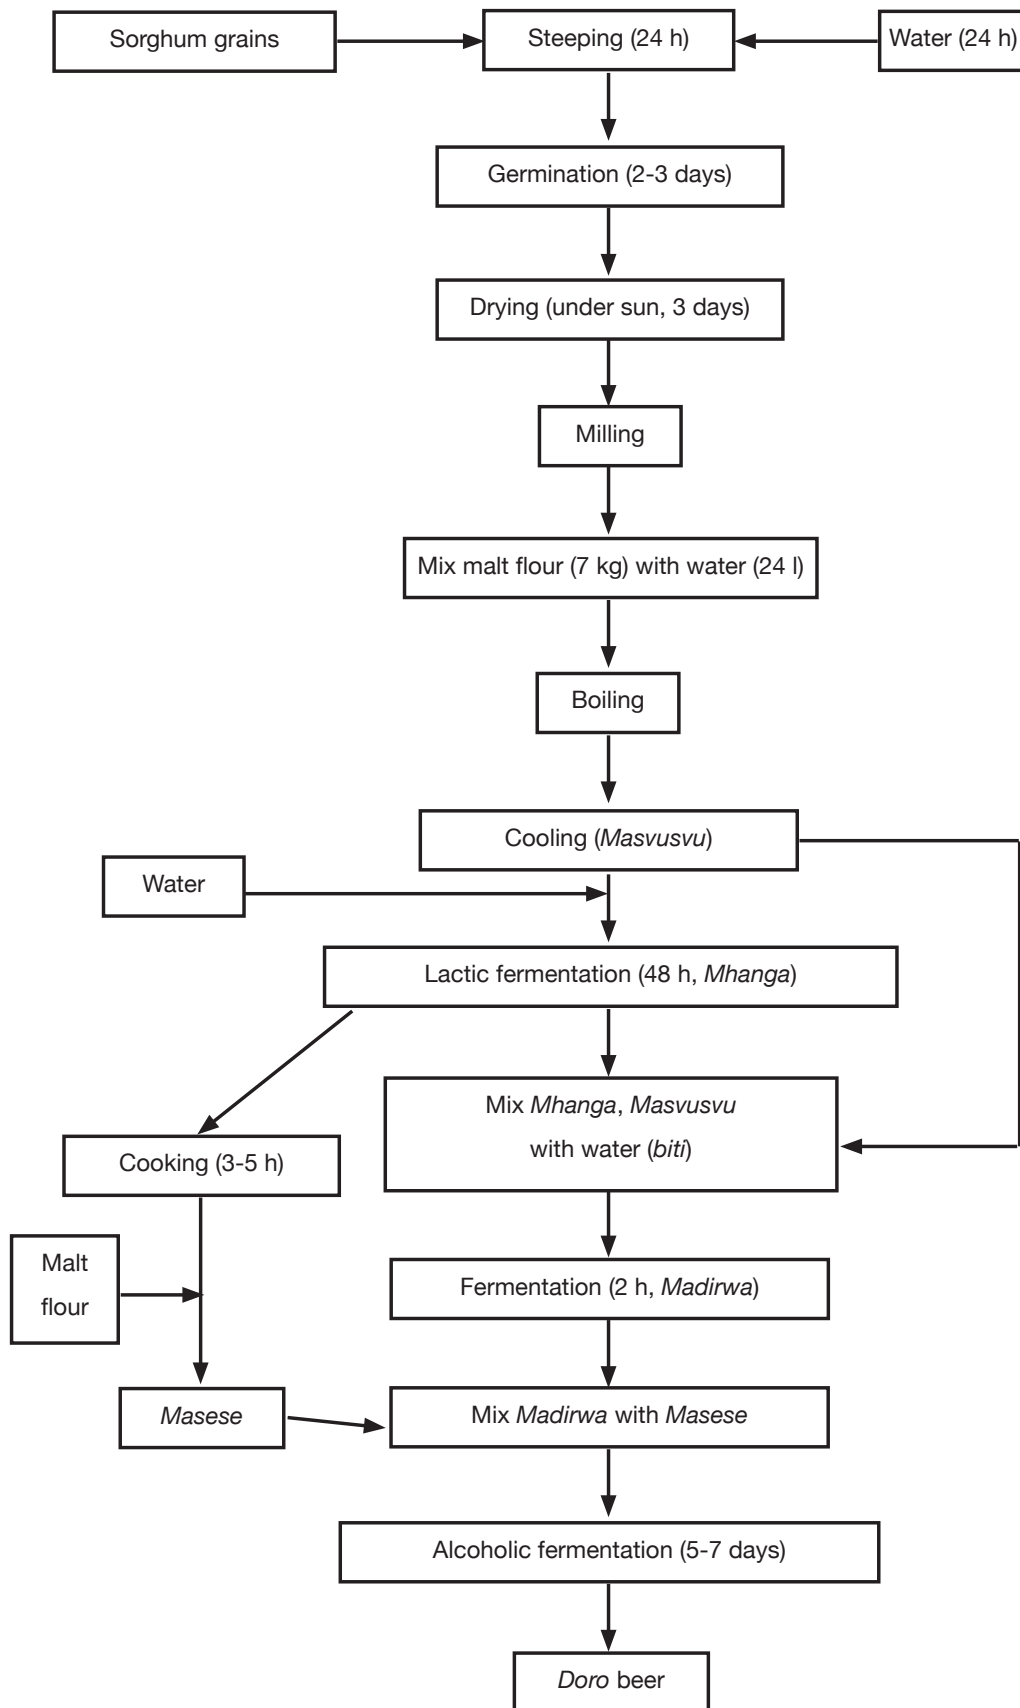 Sorghum grains
Steeping (24 h)
Water (24 h)
Germination (2-3 days)
Drying (under sun, 3 days)
Milling
Mix malt flour (7 kg) with water (24 l)
Boiling
Cooling (Masvusvu)
Water
Lactic fermentation (48 h, Mhanga)
Mix Mhanga, Masvusvu
with water (biti)
Cooking (3-5 h)
Malt
flour
Fermentation (2 h, Madirwa)
Masese
Mix Madirwa with Masese
Alcoholic fermentation (5-7 days)
Doro beer